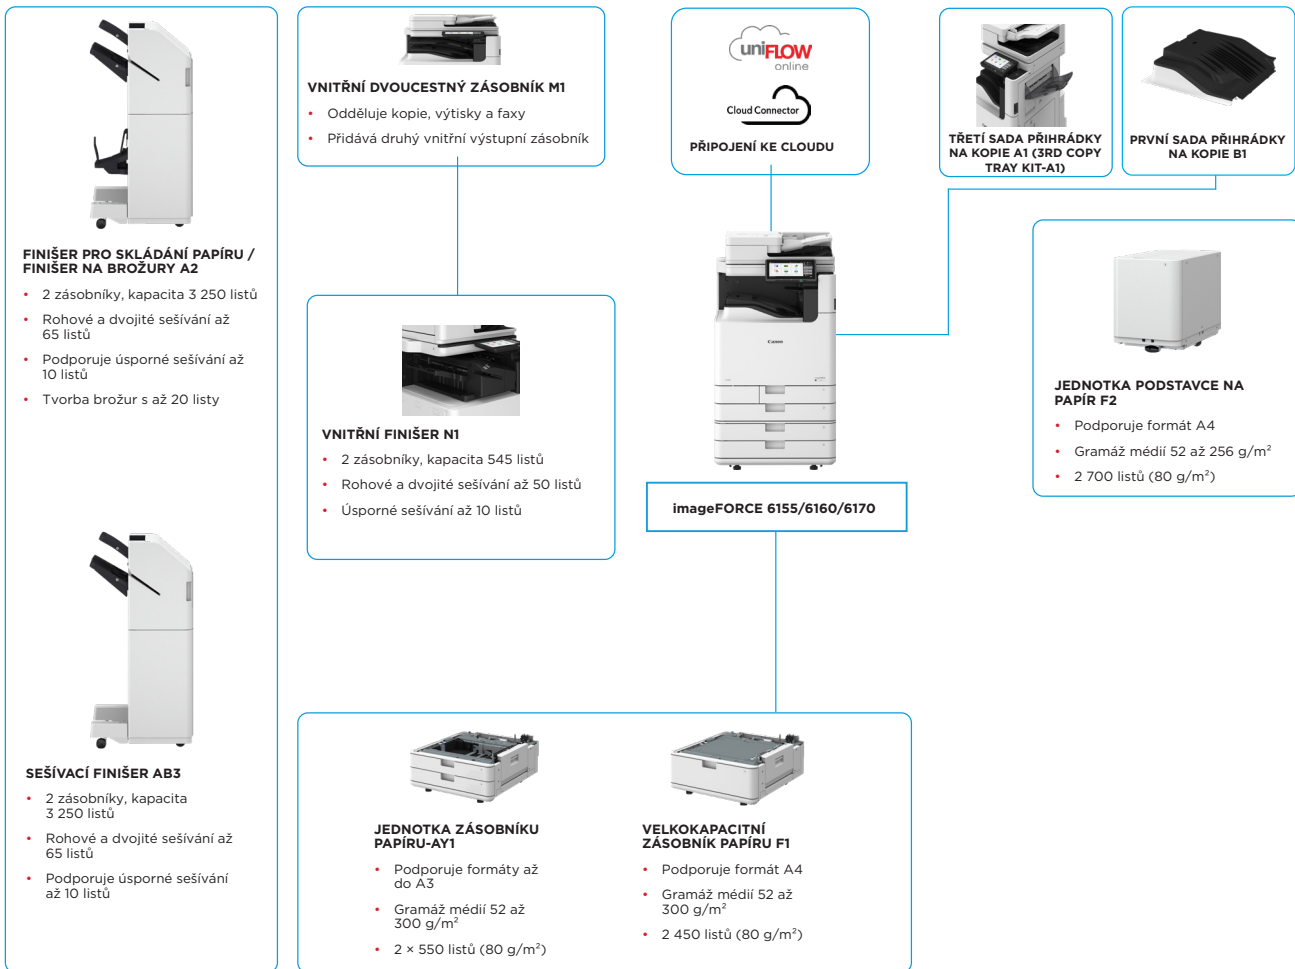 FINIŠER PRO SKLÁDÁNÍ PAPÍRU /
FINIŠER NA BROŽURY A2
• 2 zásobníky, kapacita 3 250 listů
• Rohové a dvojité sešívání až
65 listů
• Podporuje úsporné sešívání až
10 listů
• Tvorba brožur s až 20 listy
SEŠÍVACÍ FINIŠER AB3
• 2 zásobníky, kapacita
3 250 listů
• Rohové a dvojité sešívání až
65 listů
• Podporuje úsporné sešívání
až 10 listů
VNITŘNÍ DVOUCESTNÝ ZÁSOBNÍK M1
• Odděluje kopie, výtisky a faxy
• Přidává druhý vnitřní výstupní zásobník
VNITŘNÍ FINIŠER N1
• 2 zásobníky, kapacita 545 listů
• Rohové a dvojité sešívání až 50 listů
• Úsporné sešívání až 10 listů
uniFLOW
online
Cloud Connector
PŘIPOJENÍ KE CLOUDU
TŘETÍ SADA PŘIHRÁDKY
NA KOPIE A1 (3RD COPY
TRAY KIT-A1)
PRVNÍ SADA PŘIHRÁDKY
NA KOPIE B1
Canon
imageFORCE 6155/6160/6170
JEDNOTKA PODSTAVCE NA
PAPÍR F2
• Podporuje formát A4
• Gramáž médií 52 až 256 g/m²
• 2 700 listů (80 g/m²)
JEDNOTKA ZÁSOBNÍKU
PAPÍRU-AY1
• Podporuje formáty až
do A3
• Gramáž médií 52 až
300 g/m²
• 2 × 550 listů (80 g/m²)
VELKOKAPACITNÍ
ZÁSOBNÍK PAPÍRU F1
• Podporuje formát A4
• Gramáž médií 52 až
300 g/m²
• 2 450 listů (80 g/m²)